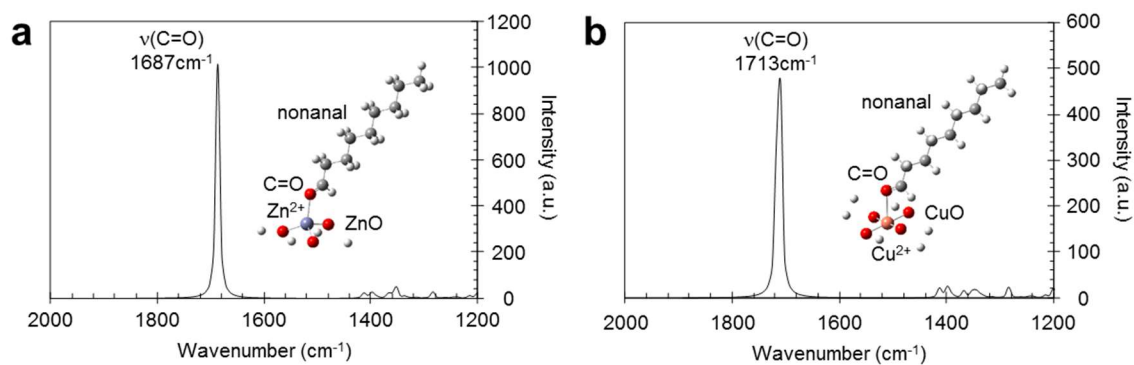 a
ν(C=O)
1687cm⁻¹
nonanal
C=O
Zn²⁺
ZnO
1200
1000
800
600
400
200
0
Intensity (a.u.)
2000
1800
1600
1400
1200
Wavenumber (cm⁻¹)
b
ν(C=O)
1713cm⁻¹
nonanal
C=O
CuO
Cu²⁺
600
500
400
300
200
100
0
Intensity (a.u.)
2000
1800
1600
1400
1200
Wavenumber (cm⁻¹)